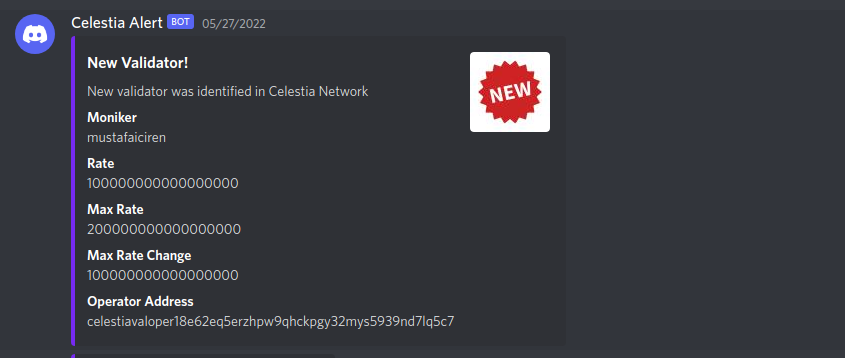 Celestia Alert BOT 05/27/2022
New Validator!
NEW
New validator was identified in Celestia Network
Moniker
mustafaiciren
Rate
100000000000000000
Max Rate
200000000000000000
Max Rate Change
100000000000000000
Operator Address
celestiavaloper18e62eq5erzhpw9qhckpgy32mys5939nd7lq5c7